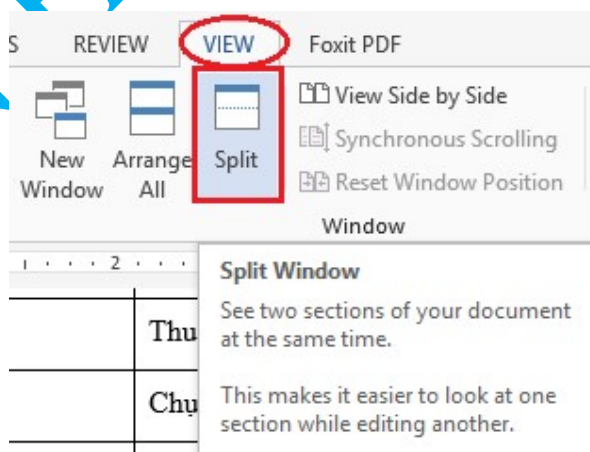 S REVIEW VIEW Foxit PDF
View Side by Side
Synchronous Scrolling
New Arrange Split
Window All
Reset Window Position
Window
2
Split Window
See two sections of your document
at the same time.
Thu
This makes it easier to look at one
Chụ
section while editing another.